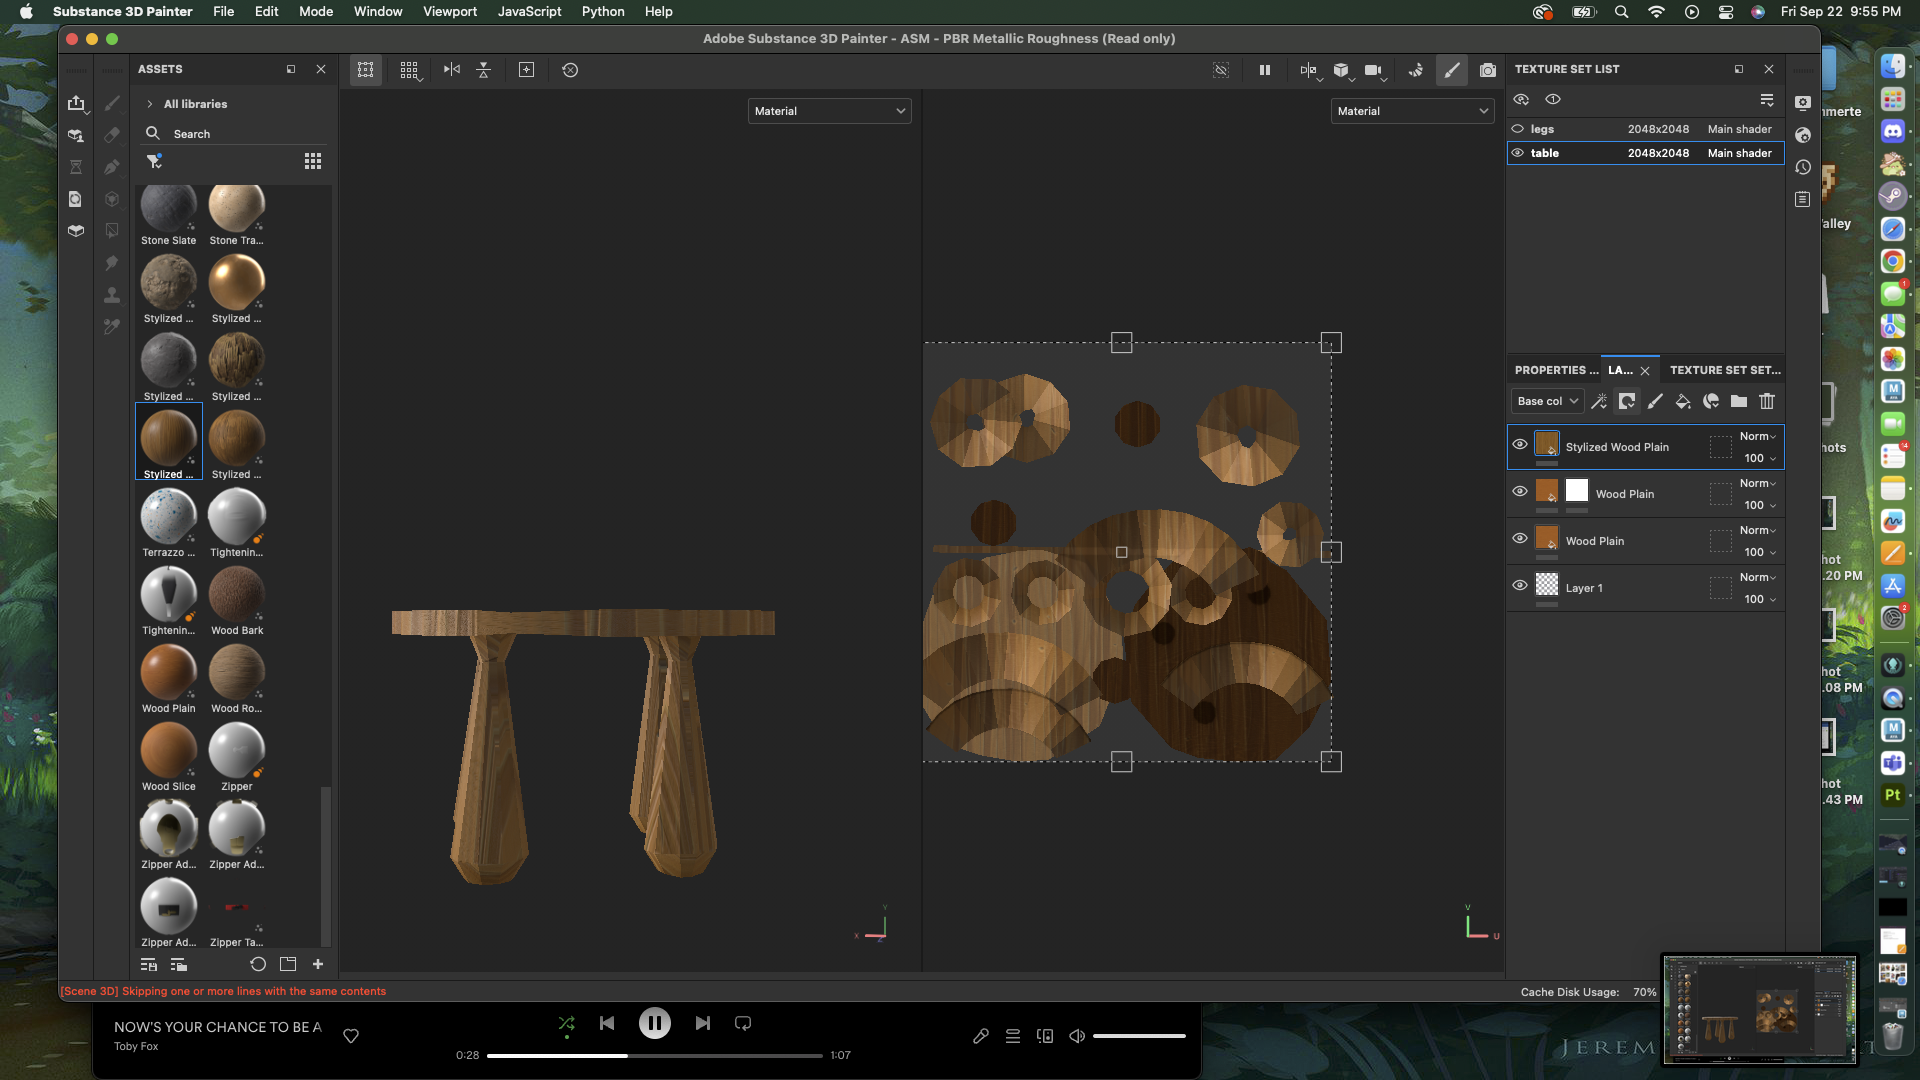 Substance 3D Painter File Edit Mode Window Viewport JavaScript Python Help Fri Sep 22 9:55 PM
Adobe Substance 3D Painter - ASM - PBR Metallic Roughness (Read only)
ASSETS
All libraries
Search
Stone Slate Stone Tra...
Stylized ... Stylized ...
Stylized ... Stylized ...
Stylized ... Stylized ...
Terrazzo ... Tightenin...
Tightenin... Wood Bark
Wood Plain Wood Ro...
Wood Slice Zipper
Zipper Ad... Zipper Ad...
Zipper Ad... Zipper Ta...
Material
Material
Y
X
Z
V
U
TEXTURE SET LIST
legs 2048x2048 Main shader
table 2048x2048 Main shader
PROPERTIES ... LA... TEXTURE SET SET...
Base col
Stylized Wood Plain Norm
100
Wood Plain Norm
100
Wood Plain Norm
100
Layer 1 Norm
100
[Scene 3D] Skipping one or more lines with the same contents
Cache Disk Usage: 70%
NOW'S YOUR CHANCE TO BE A
Toby Fox
0:28
1:07
JEREM
nmerte
alley
hots
hot
.20 PM
hot
.08 PM
hot
.43 PM
1
14
2
Pt